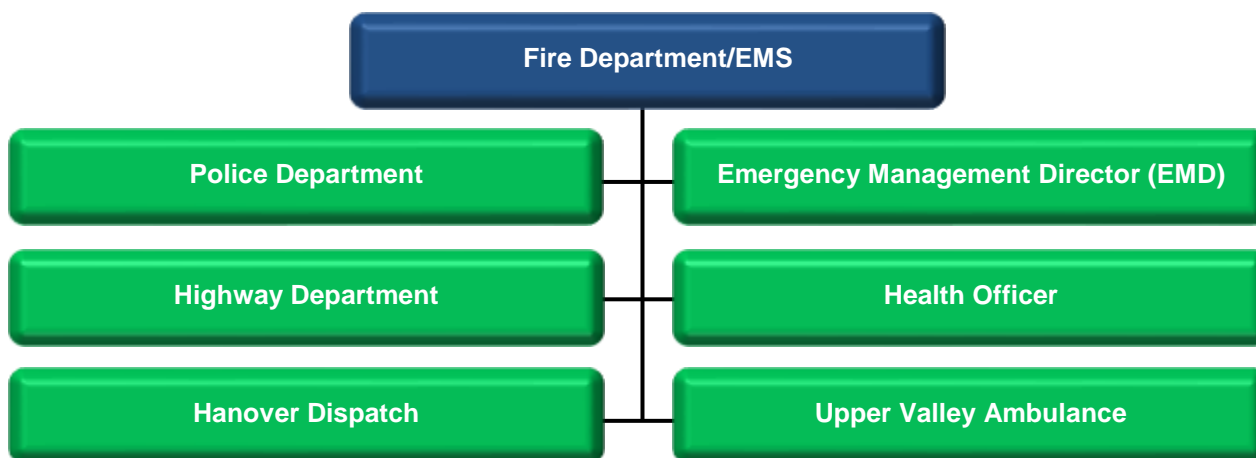 Fire Department/EMS
Police Department
Emergency Management Director (EMD)
Highway Department
Health Officer
Hanover Dispatch
Upper Valley Ambulance